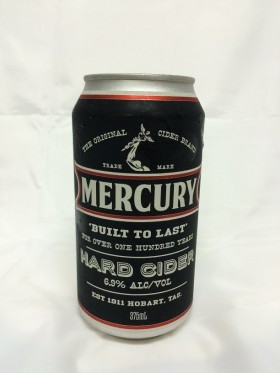 THE ORIGINAL CIDER BRAND
TRADE MARK
MERCURY
'BUILT TO LAST'
FOR OVER ONE HUNDRED YEARS
HARD CIDER
6.9% ALC/VOL
EST 1911 HOBART. TAS.
375mL